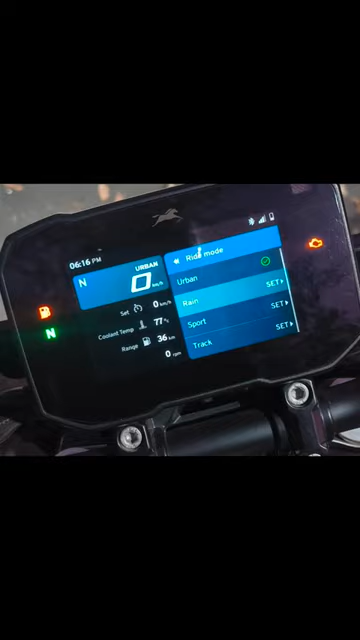 06:16 PM
URBAN
N
0 km/h
Set 0 km/h
Coolant Temp 77
Range 36 km
0 rpm
Ride mode
Urban
Rain SET
Sport SET
Track SET
N